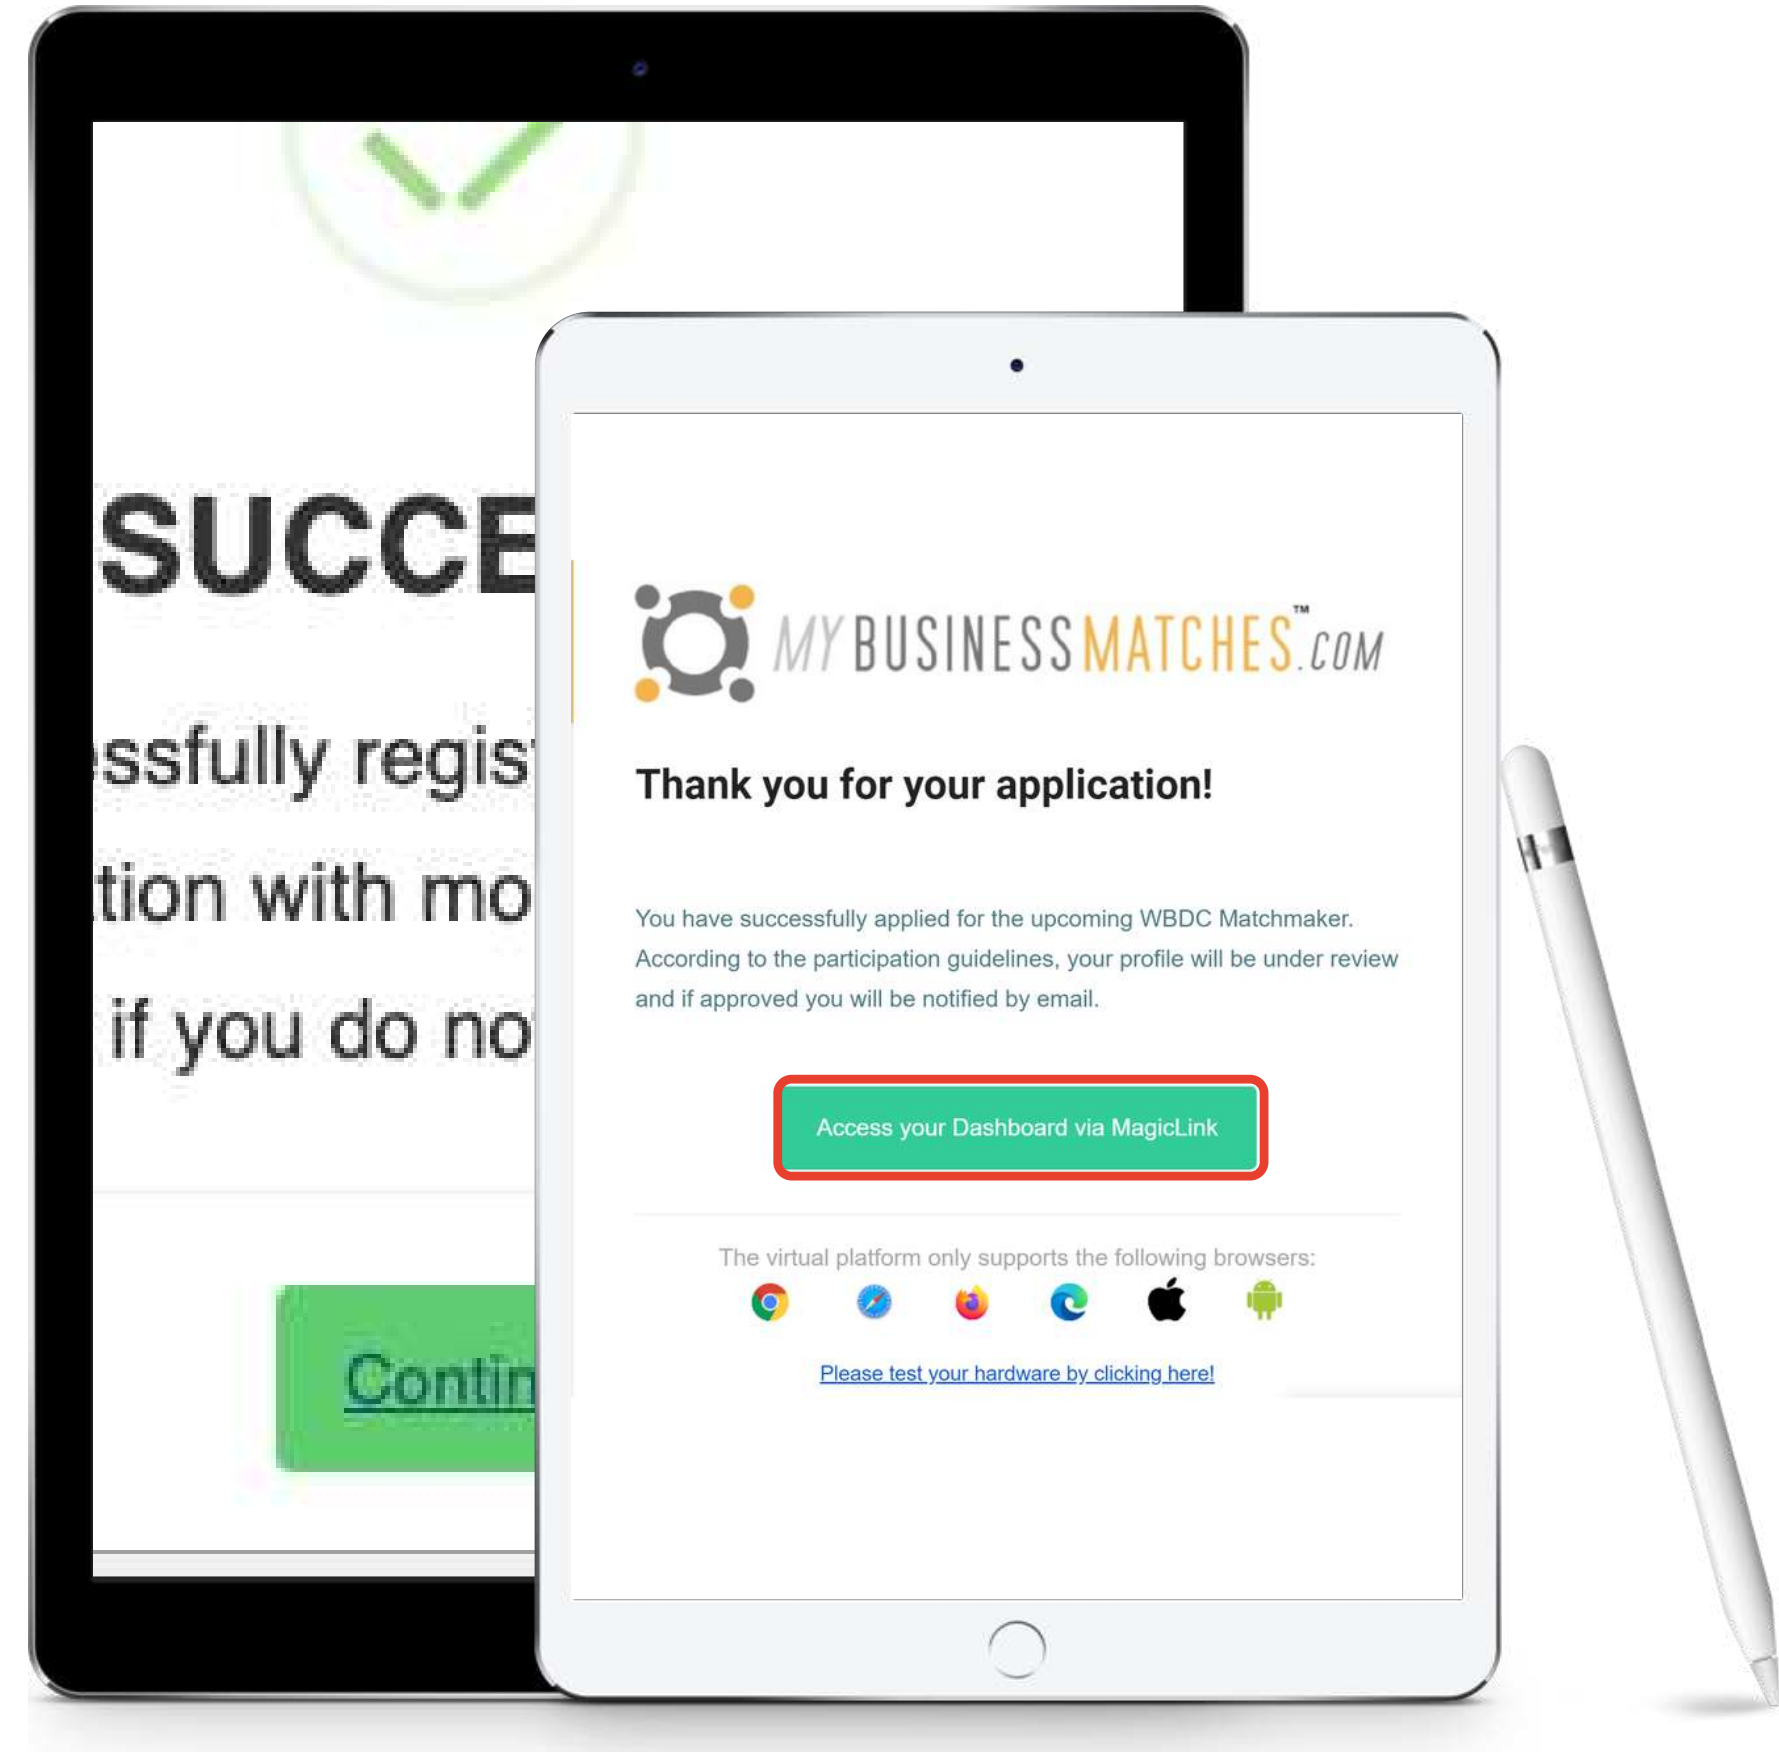 SUCCE
ssfully regis
tion with mo
if you do no
Contin
MYBUSINESSMATCHES™.COM
Thank you for your application!
You have successfully applied for the upcoming WBDC Matchmaker.
According to the participation guidelines, your profile will be under review
and if approved you will be notified by email.
Access your Dashboard via MagicLink
The virtual platform only supports the following browsers:
Please test your hardware by clicking here!